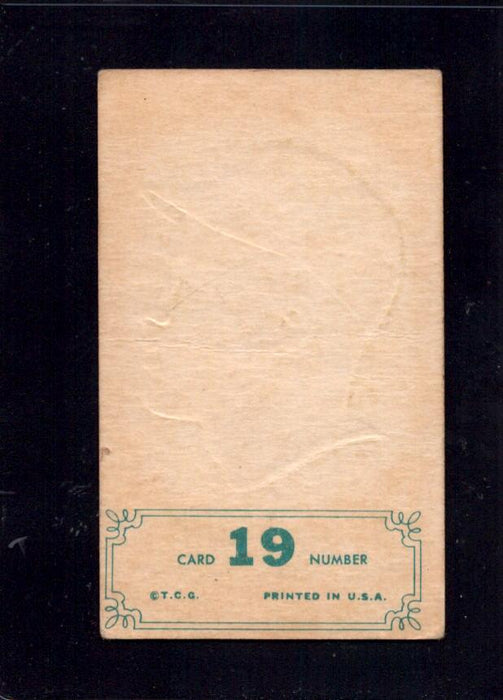 CARD 19 NUMBER
©T.C.G. PRINTED IN U.S.A.